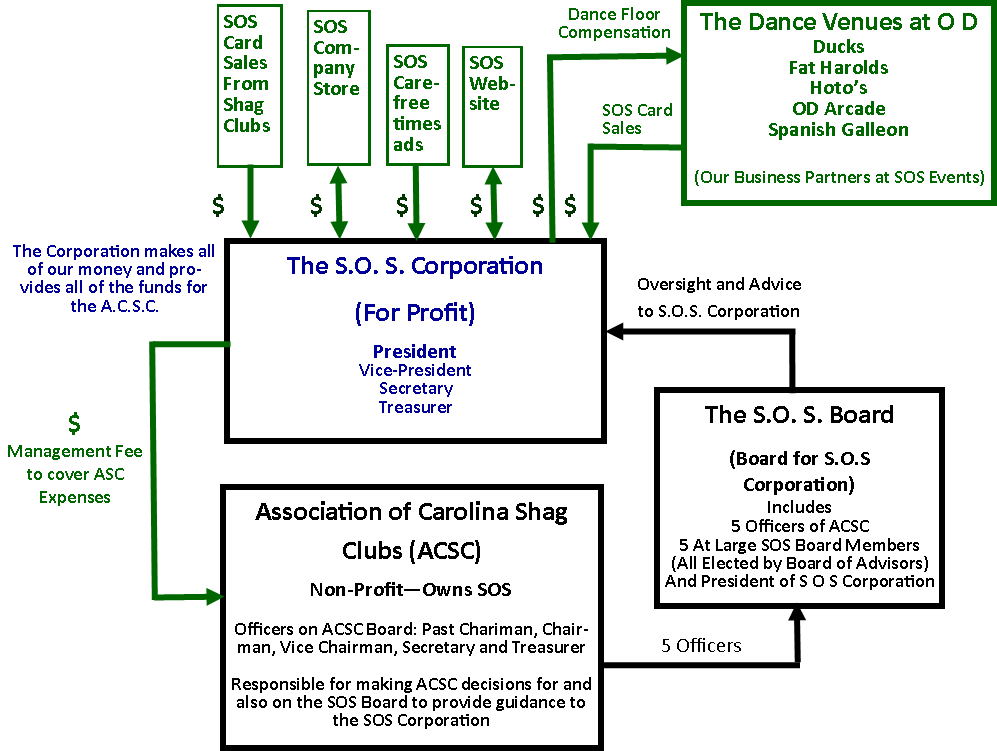 SOS
Card
Sales
From
Shag
Clubs
SOS
Com-
pany
Store
SOS
Care-
free
times
ads
SOS
Web-
site
Dance Floor
Compensation
SOS Card
Sales
The Dance Venues at O D
Ducks
Fat Harolds
Hoto's
OD Arcade
Spanish Galleon
(Our Business Partners at SOS Events)
$
$
$
$
$
$
The Corporation makes all
of our money and pro-
vides all of the funds for
the A.C.S.C.
The S.O. S. Corporation
(For Profit)
President
Vice-President
Secretary
Treasurer
Oversight and Advice
to S.O.S. Corporation
$
Management Fee
to cover ASC
Expenses
The S.O. S. Board
(Board for S.O.S
Corporation)
Includes
5 Officers of ACSC
5 At Large SOS Board Members
(All Elected by Board of Advisors)
And President of S O S Corporation
Association of Carolina Shag
Clubs (ACSC)
Non-Profit—Owns SOS
Officers on ACSC Board: Past Chariman, Chair-
man, Vice Chairman, Secretary and Treasurer
Responsible for making ACSC decisions for and
also on the SOS Board to provide guidance to
the SOS Corporation
5 Officers